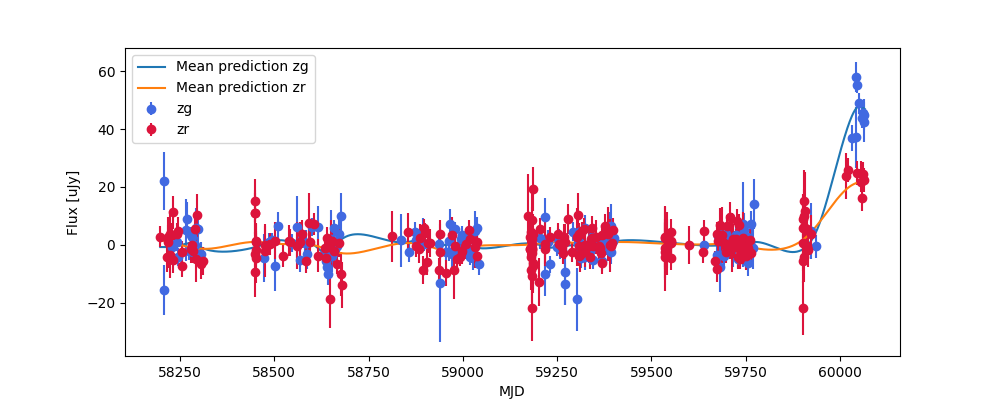 60
40
20
0
−20
Flux [uJy]
Mean prediction zg
Mean prediction zr
zg
zr
58250 58500 58750 59000 59250 59500 59750 60000
MJD